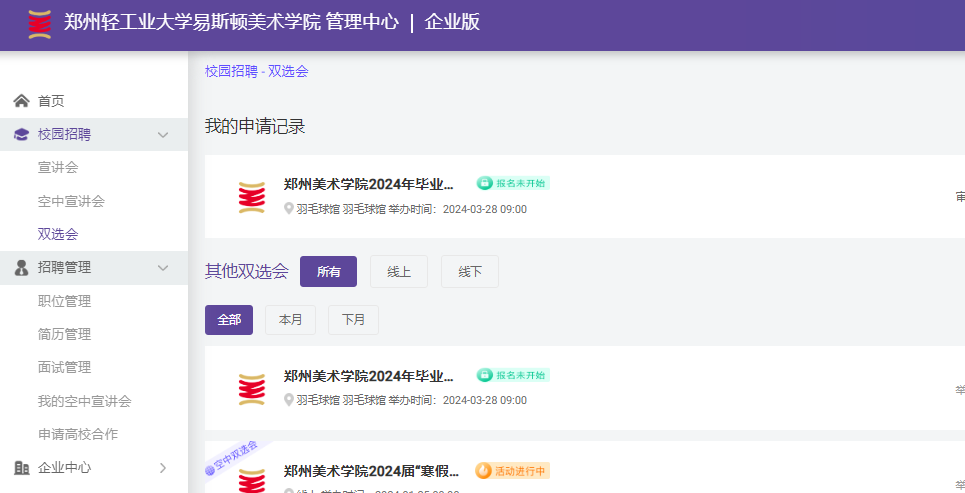 郑州轻工业大学易斯顿美术学院 管理中心 | 企业版
首页
校园招聘
宣讲会
空中宣讲会
双选会
招聘管理
职位管理
简历管理
面试管理
我的空中宣讲会
申请高校合作
企业中心
校园招聘 - 双选会
我的申请记录
郑州美术学院2024年毕业... 报名未开始
羽毛球馆 羽毛球馆 举办时间：2024-03-28 09:00
其他双选会 所有 线上 线下
全部 本月 下月
郑州美术学院2024年毕业... 报名未开始
羽毛球馆 羽毛球馆 举办时间：2024-03-28 09:00
空中双选会
郑州美术学院2024届“寒假... 活动进行中